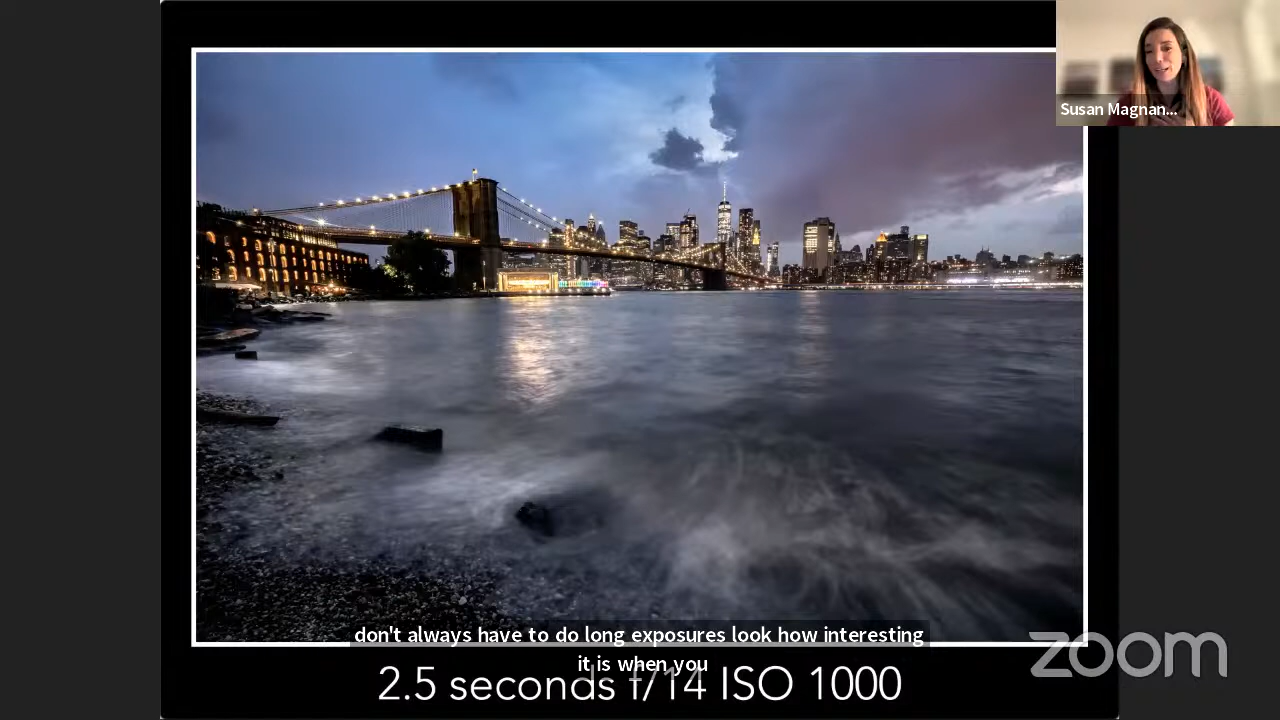 Susan Magnan...
don't always have to do long exposures look how interesting
it is when you
2.5 seconds f/14 ISO 1000
zoom